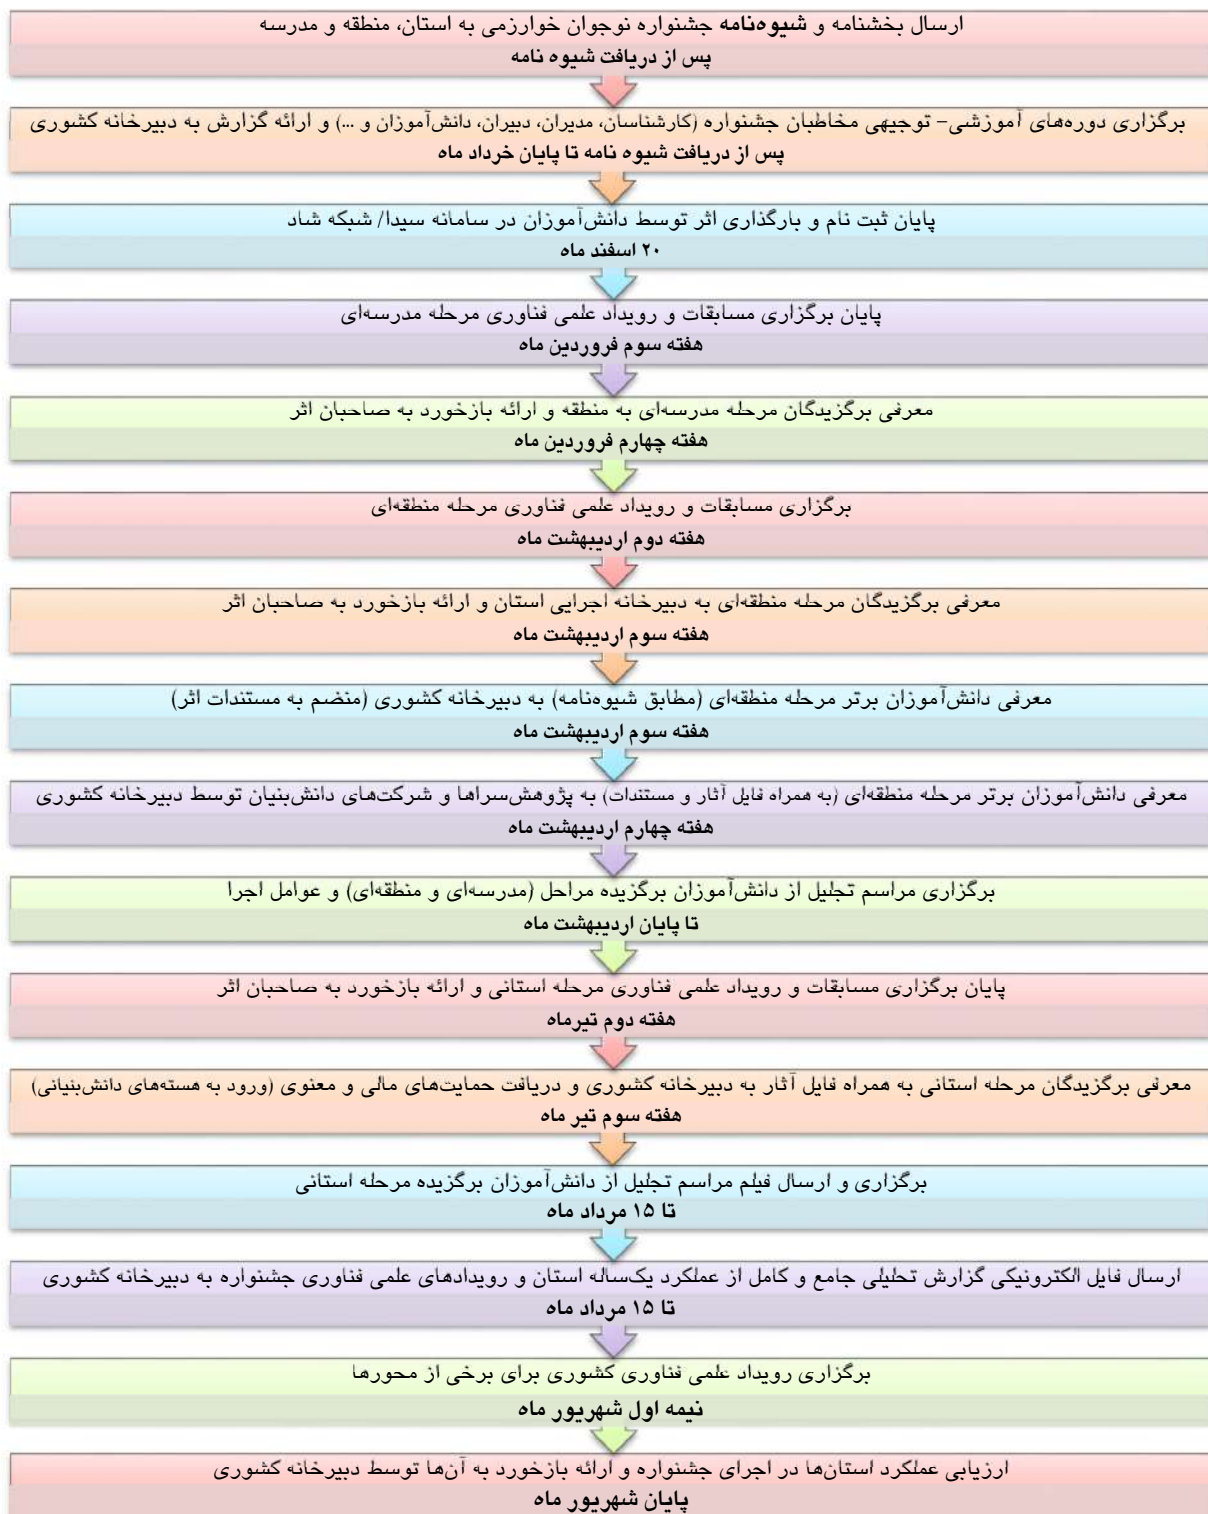 ارسال بخشنامه و شیوه‌نامه جشنواره نوجوان خوارزمی به استان، منطقه و مدرسه
پس از دریافت شیوه نامه
برگزاری دوره‌های آموزشی- توجیهی مخاطبان جشنواره (کارشناسان، مدیران، دبیران، دانش‌آموزان و ...) و ارائه گزارش به دبیرخانه کشوری
پس از دریافت شیوه نامه تا پایان خرداد ماه
پایان ثبت نام و بارگذاری اثر توسط دانش‌آموزان در سامانه سیدا/ شبکه شاد
۲۰ اسفند ماه
پایان برگزاری مسابقات و رویداد علمی فناوری مرحله مدرسه‌ای
هفته سوم فروردین ماه
معرفی برگزیدگان مرحله مدرسه‌ای به منطقه و ارائه بازخورد به صاحبان اثر
هفته چهارم فروردین ماه
برگزاری مسابقات و رویداد علمی فناوری مرحله منطقه‌ای
هفته دوم اردیبهشت ماه
معرفی برگزیدگان مرحله منطقه‌ای به دبیرخانه اجرایی استان و ارائه بازخورد به صاحبان اثر
هفته سوم اردیبهشت ماه
معرفی دانش‌آموزان برتر مرحله منطقه‌ای (مطابق شیوه‌نامه) به دبیرخانه کشوری (منضم به مستندات اثر)
هفته سوم اردیبهشت ماه
معرفی دانش‌آموزان برتر مرحله منطقه‌ای (به همراه فایل آثار و مستندات) به پژوهش‌سراها و شرکت‌های دانش‌بنیان توسط دبیرخانه کشوری
هفته چهارم اردیبهشت ماه
برگزاری مراسم تجلیل از دانش‌آموزان برگزیده مراحل (مدرسه‌ای و منطقه‌ای) و عوامل اجرا
تا پایان اردیبهشت ماه
پایان برگزاری مسابقات و رویداد علمی فناوری مرحله استانی و ارائه بازخورد به صاحبان اثر
هفته دوم تیرماه
معرفی برگزیدگان مرحله استانی به همراه فایل آثار به دبیرخانه کشوری و دریافت حمایت‌های مالی و معنوی (ورود به هسته‌های دانش‌بنیانی)
هفته سوم تیر ماه
برگزاری و ارسال فیلم مراسم تجلیل از دانش‌آموزان برگزیده مرحله استانی
تا ۱۵ مرداد ماه
ارسال فایل الکترونیکی گزارش تحلیلی جامع و کامل از عملکرد یک‌ساله استان و رویدادهای علمی فناوری جشنواره به دبیرخانه کشوری
تا ۱۵ مرداد ماه
برگزاری رویداد علمی فناوری کشوری برای برخی از محورها
نیمه اول شهریور ماه
ارزیابی عملکرد استان‌ها در اجرای جشنواره و ارائه بازخورد به آن‌ها توسط دبیرخانه کشوری
پایان شهریور ماه